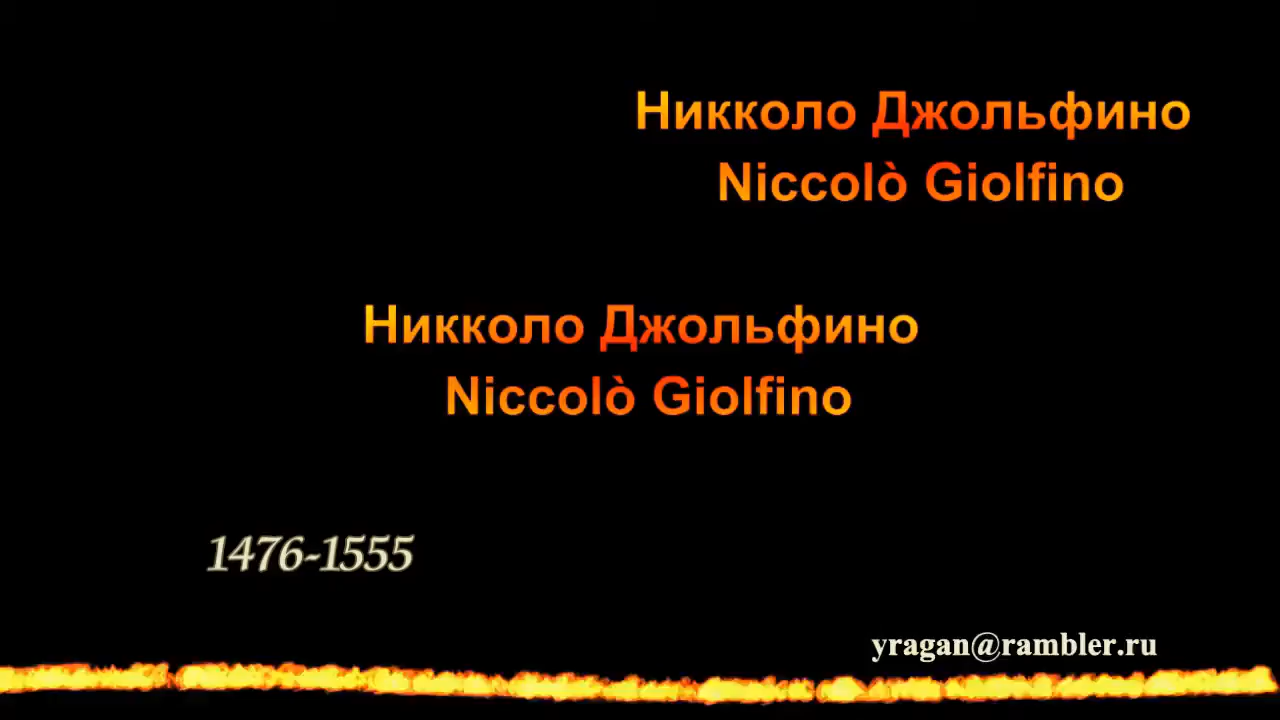 Никколо Джольфино
Niccolò Giolfino
Никколо Джольфино
Niccolò Giolfino
1476-1555
yragan@rambler.ru